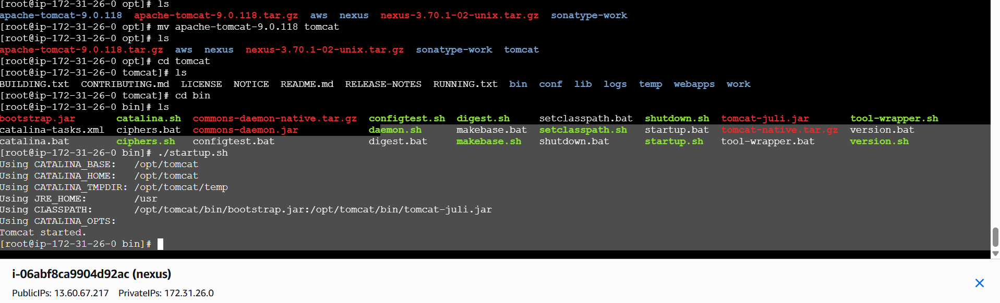 [root@ip-172-31-26-0 opt]# ls
apache-tomcat-9.0.118  apache-tomcat-9.0.118.tar.gz  aws  nexus  nexus-3.70.1-02-unix.tar.gz  sonatype-work
[root@ip-172-31-26-0 opt]# mv apache-tomcat-9.0.118 tomcat
[root@ip-172-31-26-0 opt]# ls
apache-tomcat-9.0.118.tar.gz  aws  nexus  nexus-3.70.1-02-unix.tar.gz  sonatype-work  tomcat
[root@ip-172-31-26-0 opt]# cd tomcat
[root@ip-172-31-26-0 tomcat]# ls
BUILDING.txt  CONTRIBUTING.md  LICENSE  NOTICE  README.md  RELEASE-NOTES  RUNNING.txt  bin  conf  lib  logs  temp  webapps  work
[root@ip-172-31-26-0 tomcat]# cd bin
[root@ip-172-31-26-0 bin]# ls
bootstrap.jar  catalina.sh  commons-daemon-native.tar.gz  configtest.sh  digest.sh  setclasspath.bat  shutdown.sh  tomcat-juli.jar  tool-wrapper.sh
catalina-tasks.xml  ciphers.bat  commons-daemon.jar  daemon.sh  makebase.bat  setclasspath.sh  startup.bat  tomcat-native.tar.gz  version.bat
catalina.bat  ciphers.sh  configtest.bat  digest.bat  makebase.sh  shutdown.bat  startup.sh  tool-wrapper.bat  version.sh
[root@ip-172-31-26-0 bin]# ./startup.sh
Using CATALINA_BASE:   /opt/tomcat
Using CATALINA_HOME:   /opt/tomcat
Using CATALINA_TMPDIR: /opt/tomcat/temp
Using JRE_HOME:        /usr
Using CLASSPATH:       /opt/tomcat/bin/bootstrap.jar:/opt/tomcat/bin/tomcat-juli.jar
Using CATALINA_OPTS:
Tomcat started.
[root@ip-172-31-26-0 bin]#
i-06abf8ca9904d92ac (nexus)
PublicIPs: 13.60.67.217  PrivateIPs: 172.31.26.0